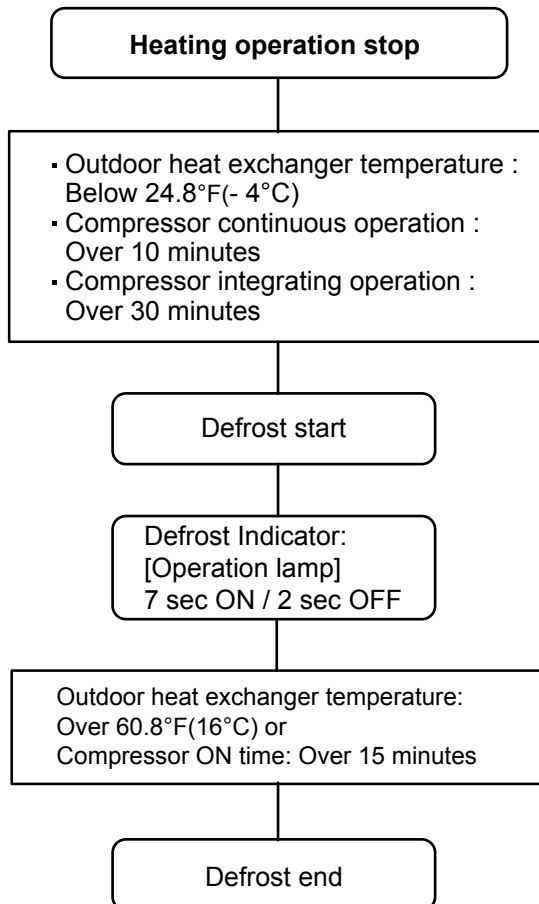 Heating operation stop
▪ Outdoor heat exchanger temperature :
Below 24.8°F(- 4°C)
▪ Compressor continuous operation :
Over 10 minutes
▪ Compressor integrating operation :
Over 30 minutes
Defrost start
Defrost Indicator:
[Operation lamp]
7 sec ON / 2 sec OFF
Outdoor heat exchanger temperature:
Over 60.8°F(16°C) or
Compressor ON time: Over 15 minutes
Defrost end